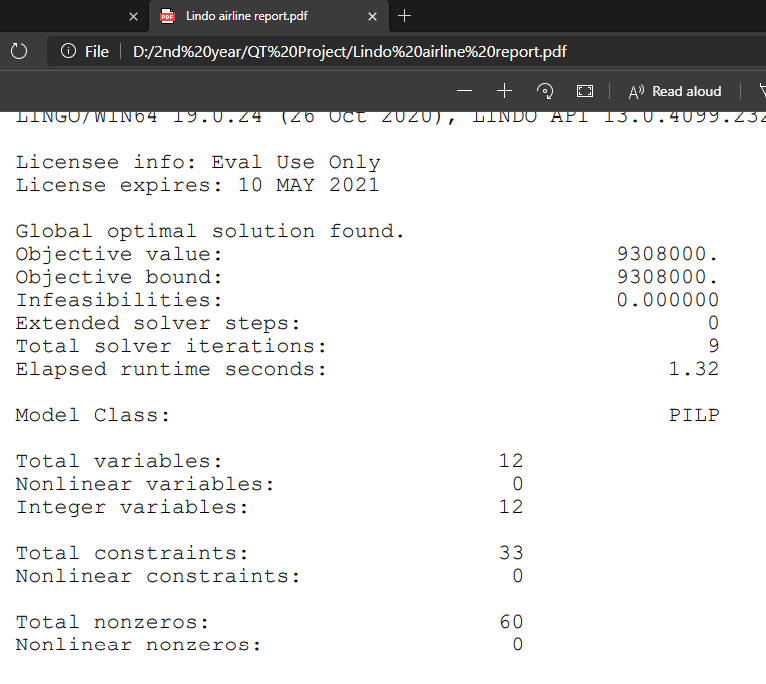 PDF Lindo airline report.pdf
File D:/2nd%20year/QT%20Project/Lindo%20airline%20report.pdf
A Read aloud
LINGO/WIN64 19.0.24 (26 Oct 2020), LINDO API 13.0.4099.232
Licensee info: Eval Use Only
License expires: 10 MAY 2021
Global optimal solution found.
Objective value: 9308000.
Objective bound: 9308000.
Infeasibilities: 0.000000
Extended solver steps: 0
Total solver iterations: 9
Elapsed runtime seconds: 1.32
Model Class: PILP
Total variables: 12
Nonlinear variables: 0
Integer variables: 12
Total constraints: 33
Nonlinear constraints: 0
Total nonzeros: 60
Nonlinear nonzeros: 0